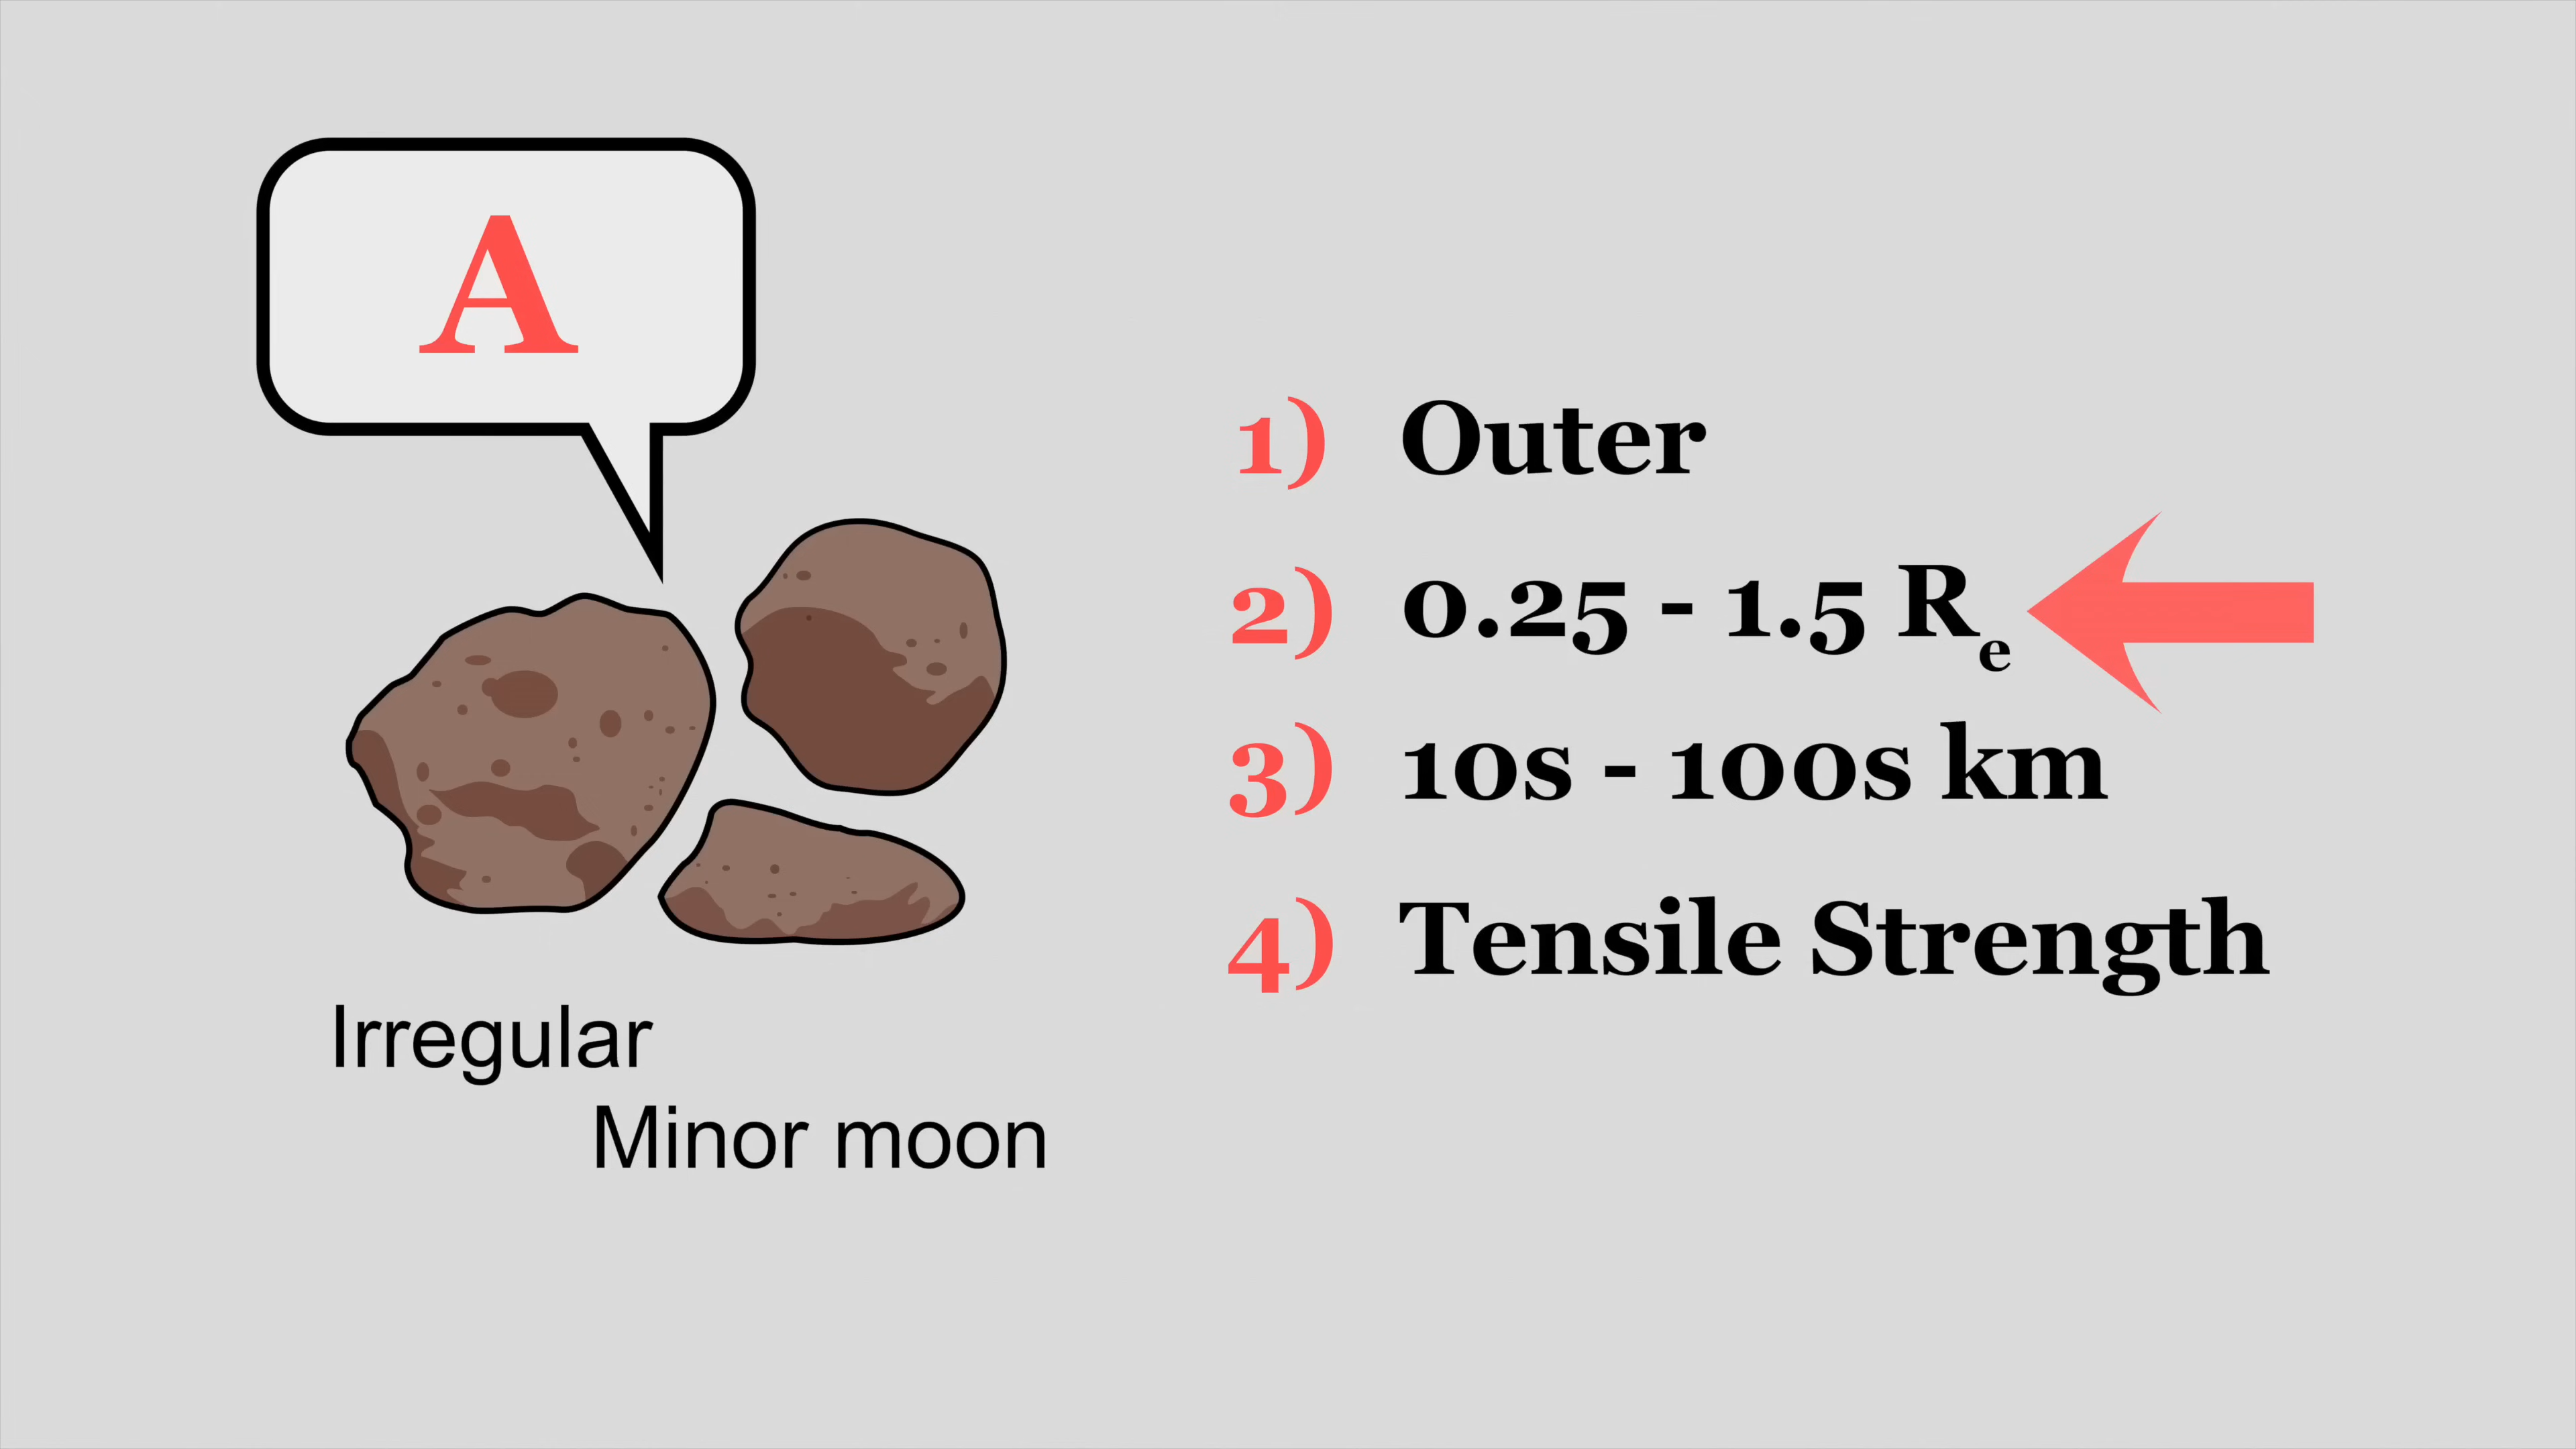 A
1) Outer
2) 0.25 - 1.5 Re
3) 10s - 100s km
4) Tensile Strength
Irregular
Minor moon